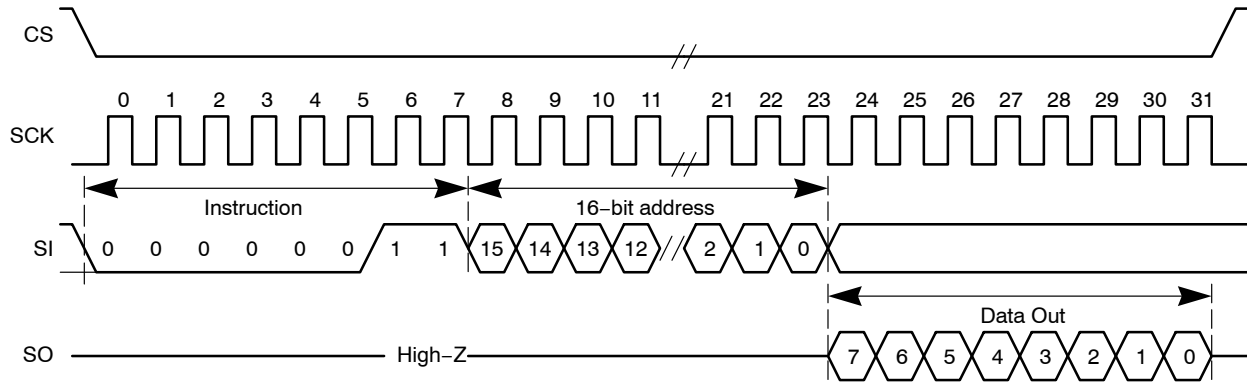 CS
0 1 2 3 4 5 6 7 8 9 10 11 21 22 23 24 25 26 27 28 29 30 31
SCK
Instruction 16−bit address
SI 0 0 0 0 0 0 1 1 15 14 13 12 2 1 0
Data Out
SO High−Z 7 6 5 4 3 2 1 0